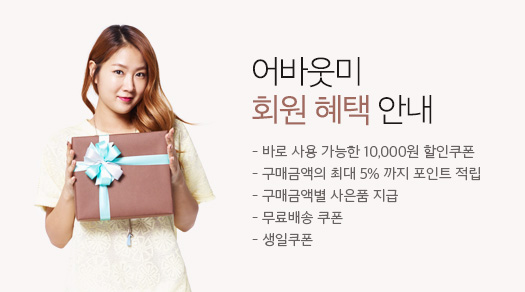 어바웃미
회원 혜택 안내
- 바로 사용 가능한 10,000원 할인쿠폰
- 구매금액의 최대 5% 까지 포인트 적립
- 구매금액별 사은품 지급
- 무료배송 쿠폰
- 생일쿠폰